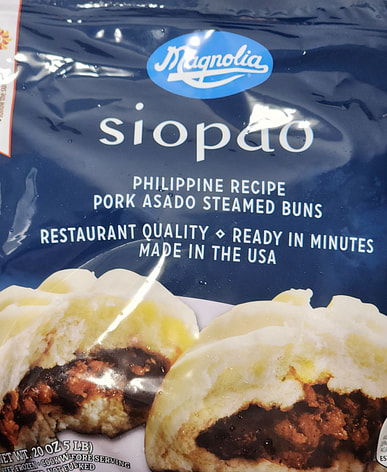 Magnolia
siopao
PHILIPPINE RECIPE
PORK ASADO STEAMED BUNS
RESTAURANT QUALITY ⋄ READY IN MINUTES
MADE IN THE USA
NET WT. 20 OZ
LB)